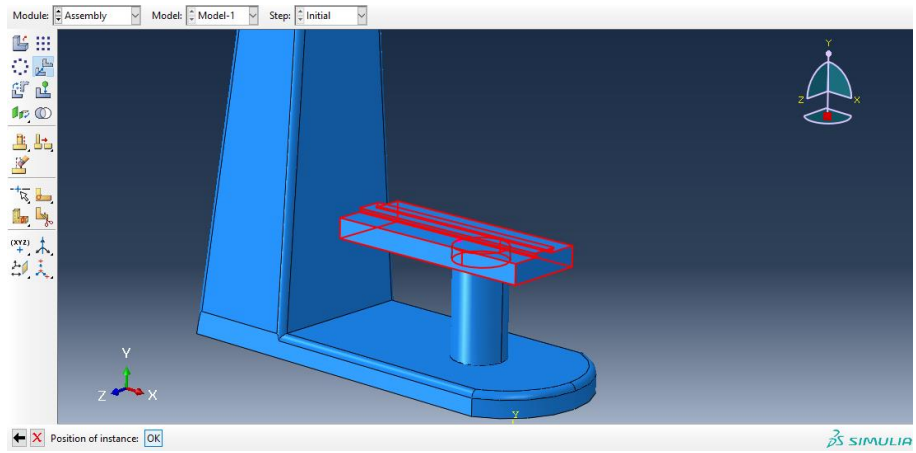 Module: Assembly Model: Model-1 Step: Initial
Y
Z X
(XYZ)
Y
Z X
Y
Position of instance: OK
SIMULIA